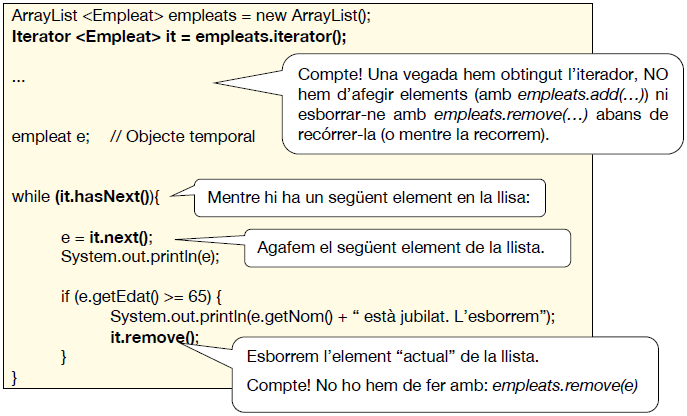 ArrayList <Empleat> empleats = new ArrayList();
Iterator <Empleat> it = empleats.iterator();
...
Compte! Una vegada hem obtingut l’iterador, NO
hem d’afegir elements (amb empleats.add(…)) ni
esborrar-ne amb empleats.remove(…) abans de
recórrer-la (o mentre la recorrem).
empleat e; // Objecte temporal
while (it.hasNext()){
Mentre hi ha un següent element en la llisa:
e = it.next();
Agafem el següent element de la llista.
System.out.println(e);
if (e.getEdat() >= 65) {
System.out.println(e.getNom() + “ està jubilat. L’esborrem”);
it.remove();
Esborrem l’element “actual” de la llista.
Compte! No ho hem de fer amb: empleats.remove(e)
}
}